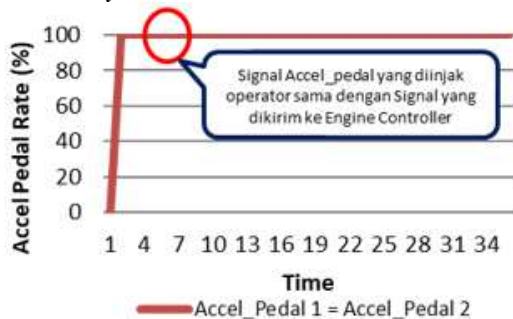 Accel Pedal Rate (%)
100
80
60
40
20
0
Signal Accel_pedal yang diinjak
operator sama dengan Signal yang
dikirim ke Engine Controller
1 4 7 10 13 16 19 22 25 28 31 34
Time
Accel_Pedal 1 = Accel_Pedal 2